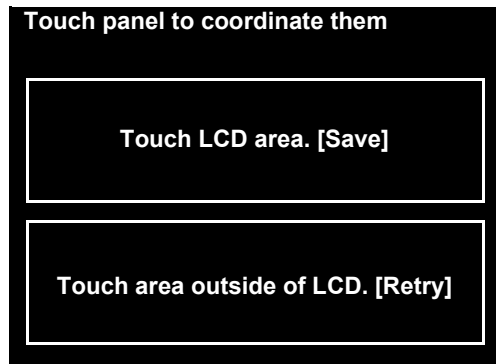 Touch panel to coordinate them
Touch LCD area. [Save]
Touch area outside of LCD. [Retry]